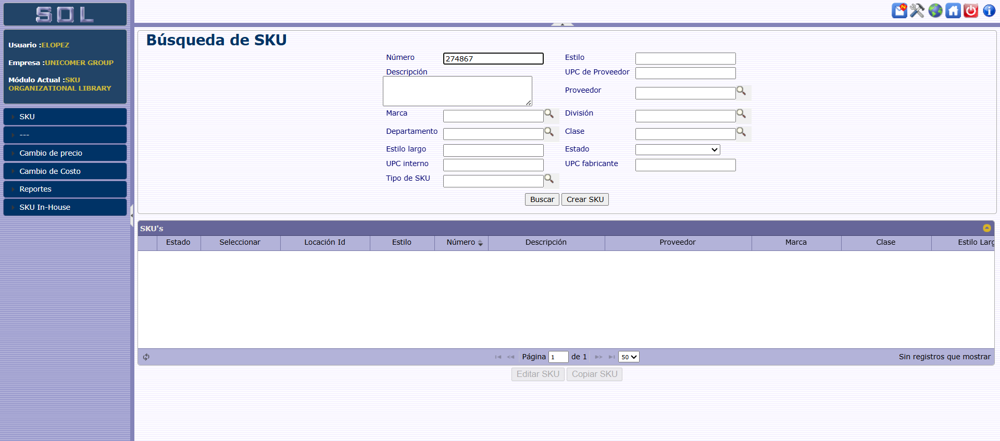 SOL
Usuario :ELOPEZ
Empresa :UNICOMER GROUP
Módulo Actual :SKU
ORGANIZATIONAL LIBRARY
SKU
---
Cambio de precio
Cambio de Costo
Reportes
SKU In-House
Búsqueda de SKU
Número 274867 Estilo
Descripción UPC de Proveedor
Proveedor
Marca División
Departamento Clase
Estilo largo Estado
UPC interno UPC fabricante
Tipo de SKU
Buscar Crear SKU
SKU's
Estado Seleccionar Locación Id Estilo Número Descripción Proveedor Marca Clase Estilo Larg
Página 1 de 1 50 Sin registros que mostrar
Editar SKU Copiar SKU